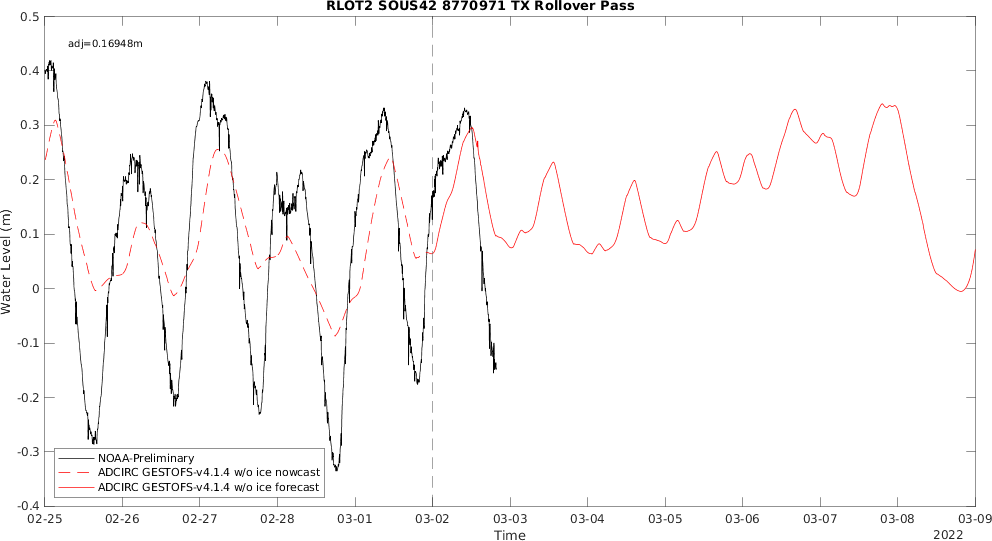 RLOT2 SOUS42 8770971 TX Rollover Pass
adj=0.16948m
0.5
0.4
0.3
0.2
0.1
0
-0.1
-0.2
-0.3
-0.4
Water Level (m)
NOAA-Preliminary
ADCIRC GESTOFS-v4.1.4 w/o ice nowcast
ADCIRC GESTOFS-v4.1.4 w/o ice forecast
02-25 02-26 02-27 02-28 03-01 03-02 03-03 03-04 03-05 03-06 03-07 03-08 03-09
Time
2022